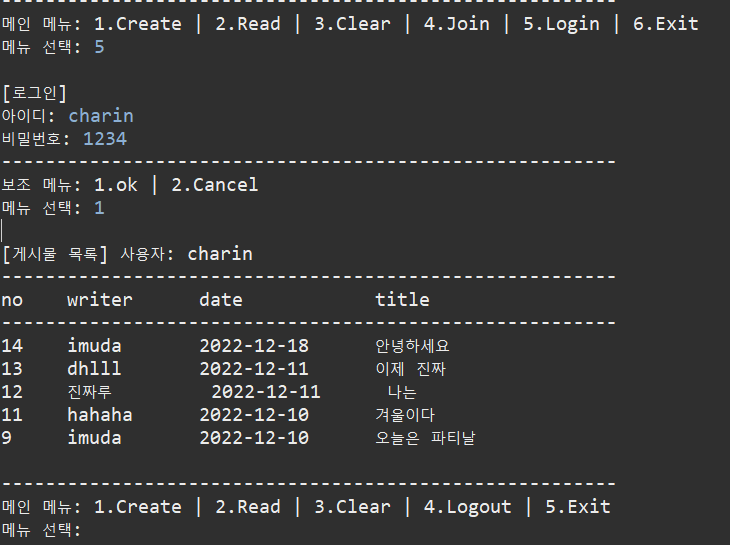 --------------------------------------------------------
메인 메뉴: 1.Create | 2.Read | 3.Clear | 4.Join | 5.Login | 6.Exit
메뉴 선택: 5
[로그인]
아이디: charin
비밀번호: 1234
--------------------------------------------------------
보조 메뉴: 1.ok | 2.Cancel
메뉴 선택: 1
[게시물 목록] 사용자: charin
--------------------------------------------------------
no writer date title
--------------------------------------------------------
14 imuda 2022-12-18 안녕하세요
13 dhlll 2022-12-11 이제 진짜
12 진짜루 2022-12-11 나는
11 hahaha 2022-12-10 겨울이다
9 imuda 2022-12-10 오늘은 파티날
--------------------------------------------------------
메인 메뉴: 1.Create | 2.Read | 3.Clear | 4.Logout | 5.Exit
메뉴 선택: